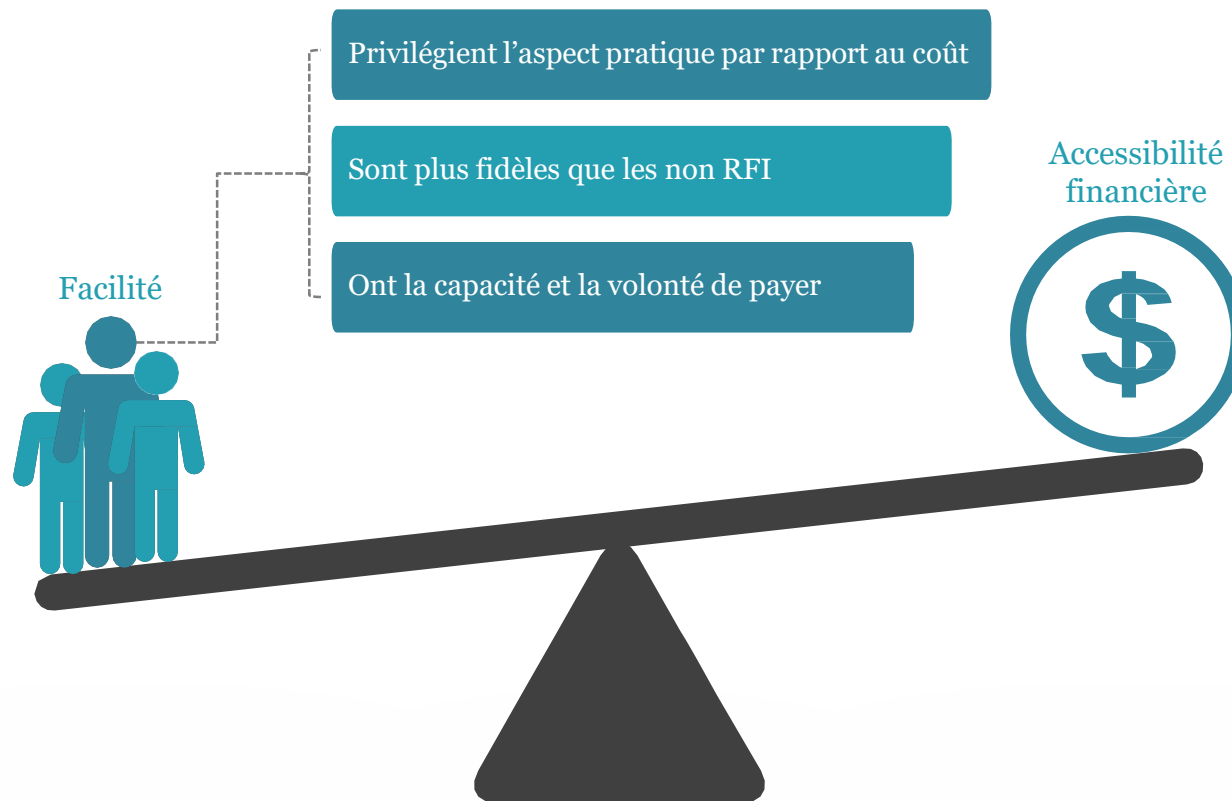 Privilégient l’aspect pratique par rapport au coût
Sont plus fidèles que les non RFI
Ont la capacité et la volonté de payer
Accessibilité
financière
$
Facilité